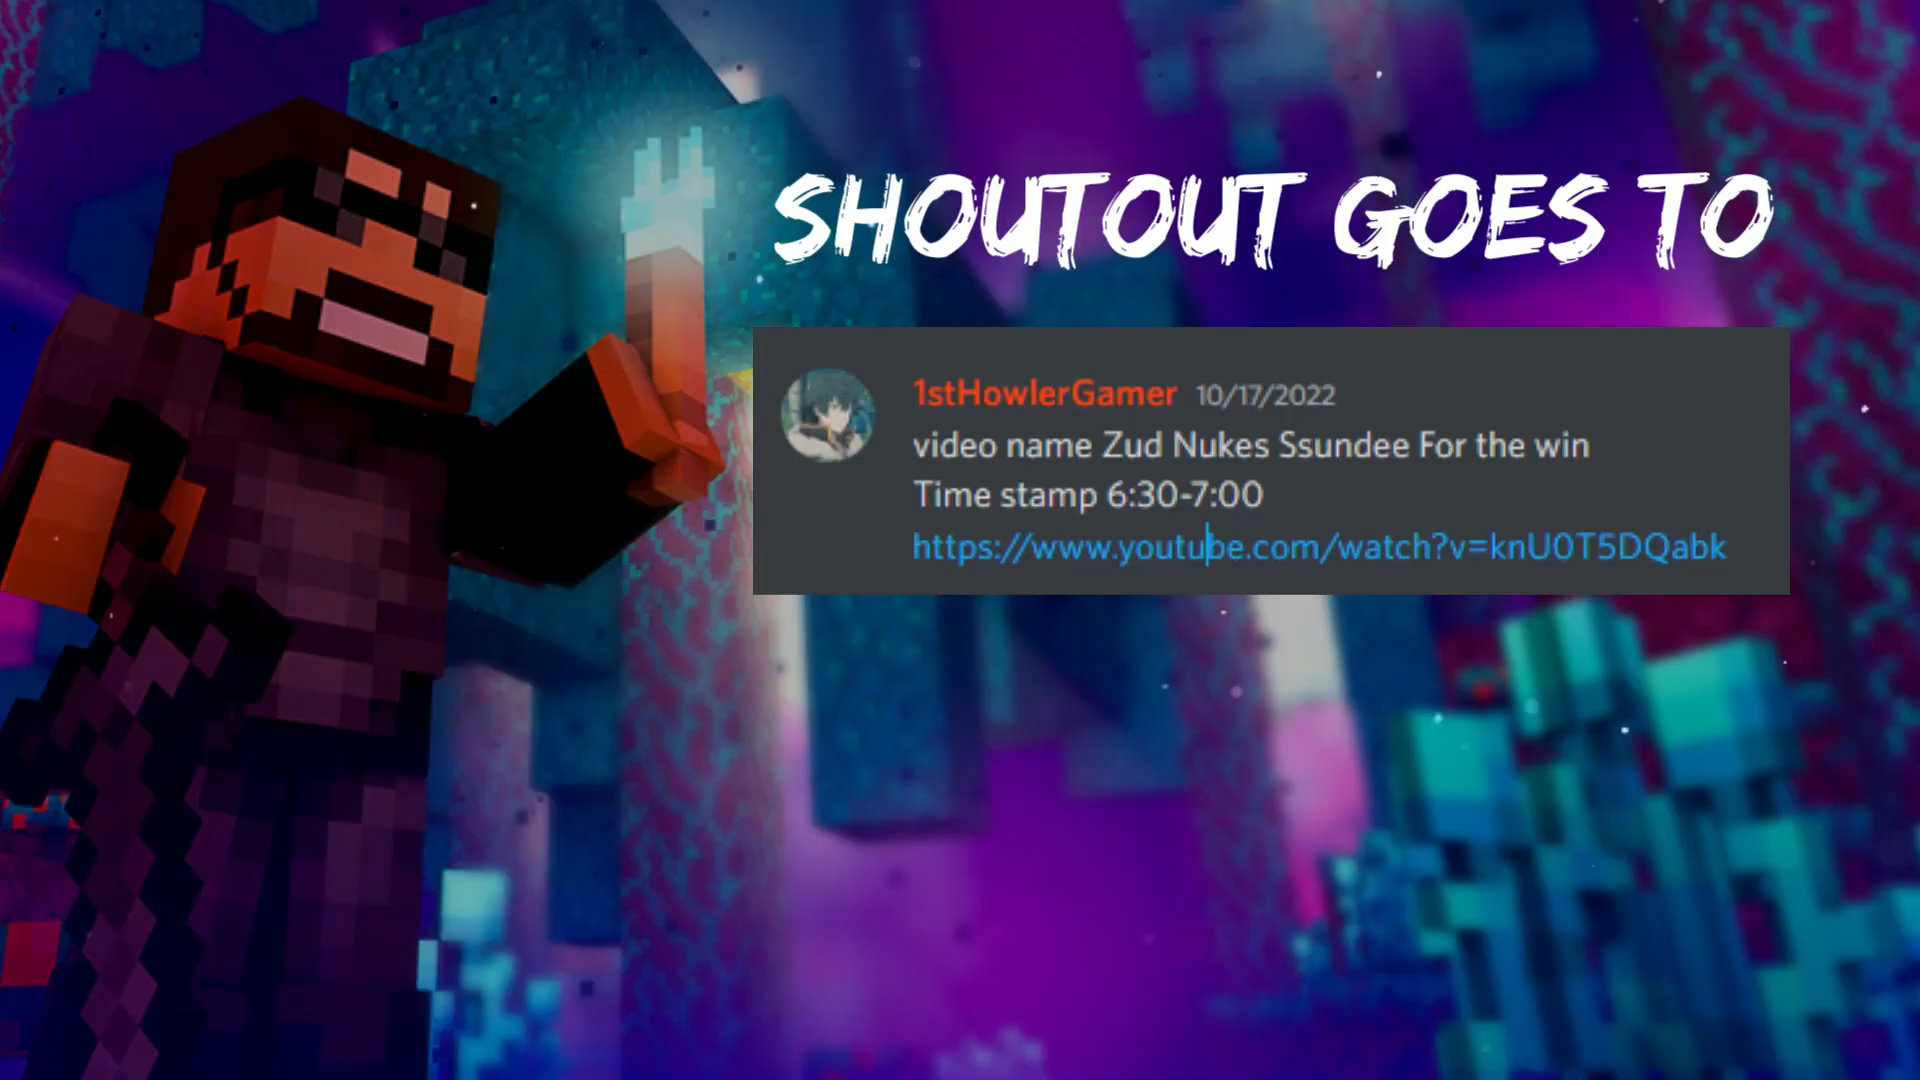 SHOUTOUT GOES TO
1stHowlerGamer 10/17/2022
video name Zud Nukes Ssundee For the win
Time stamp 6:30-7:00
https://www.youtube.com/watch?v=knU0T5DQabk